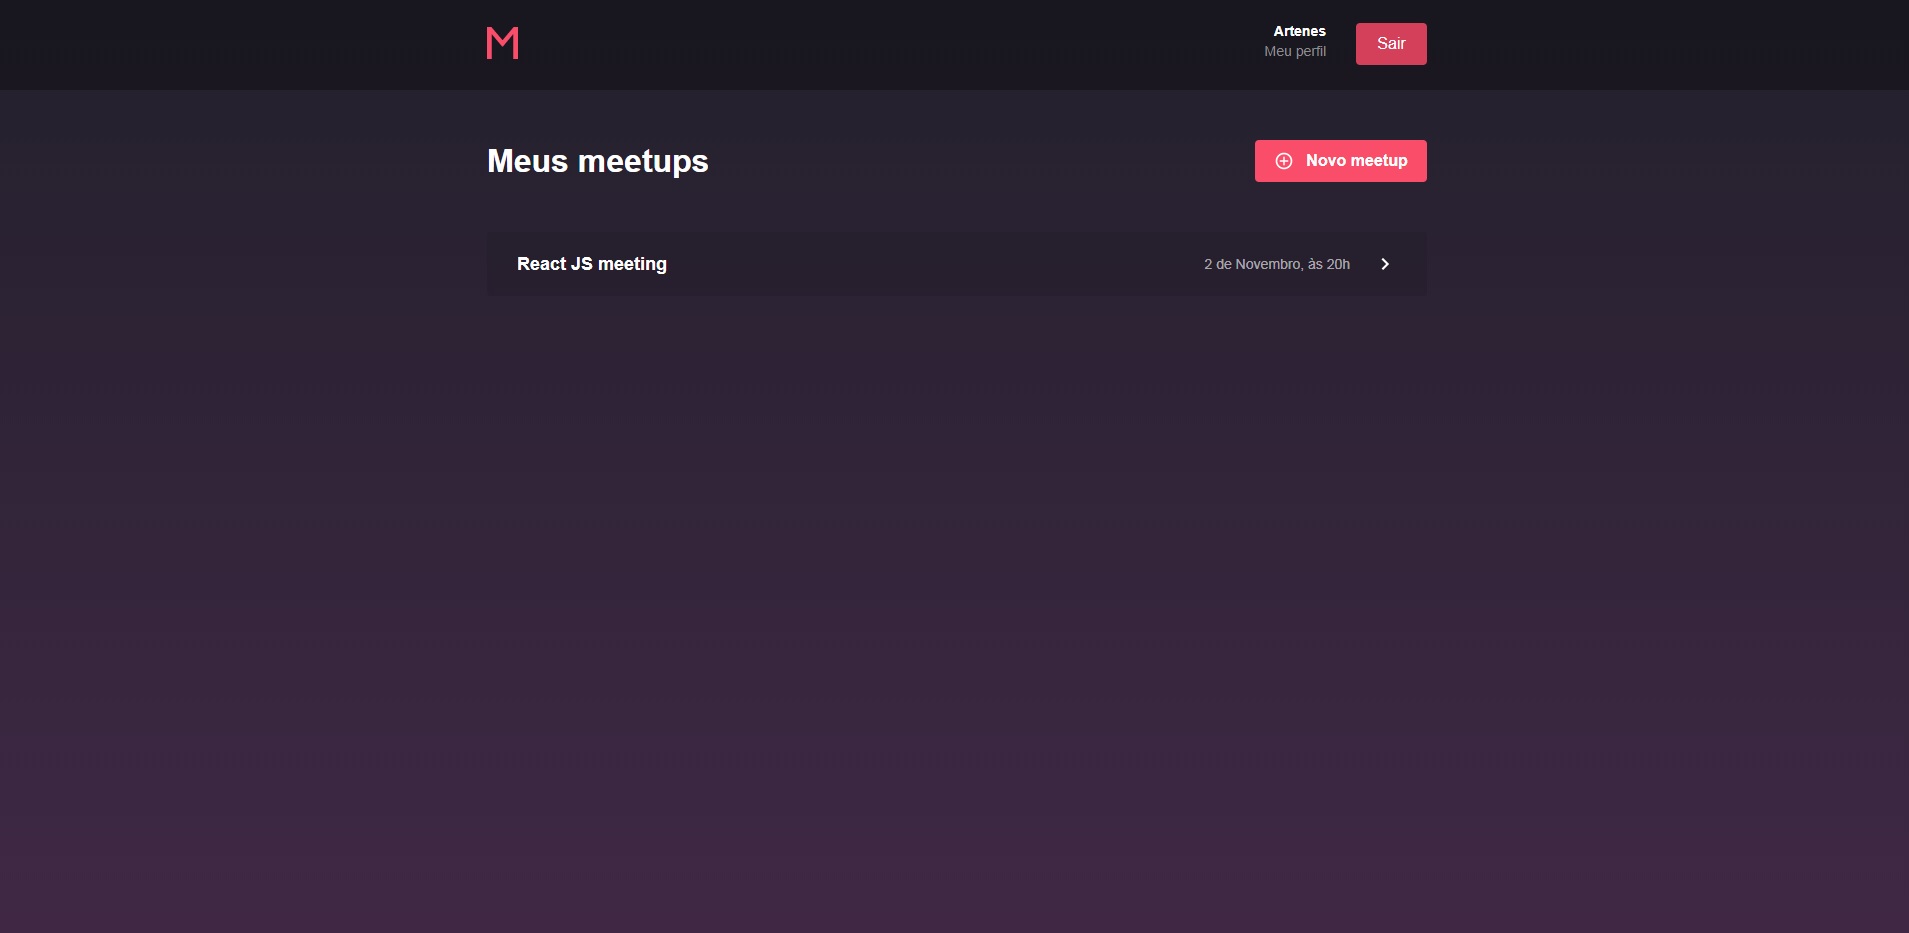 M
Artenes
Meu perfil
Sair
Meus meetups
Novo meetup
React JS meeting
2 de Novembro, às 20h